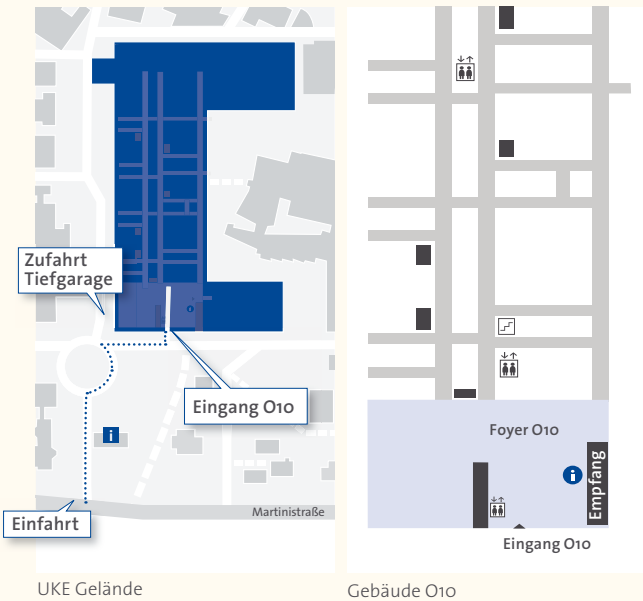 Zufahrt
Tiefgarage
Eingang O10
i
Einfahrt
Martinistraße
UKE Gelände
Foyer O10
i
Empfang
Eingang O10
Gebäude O10